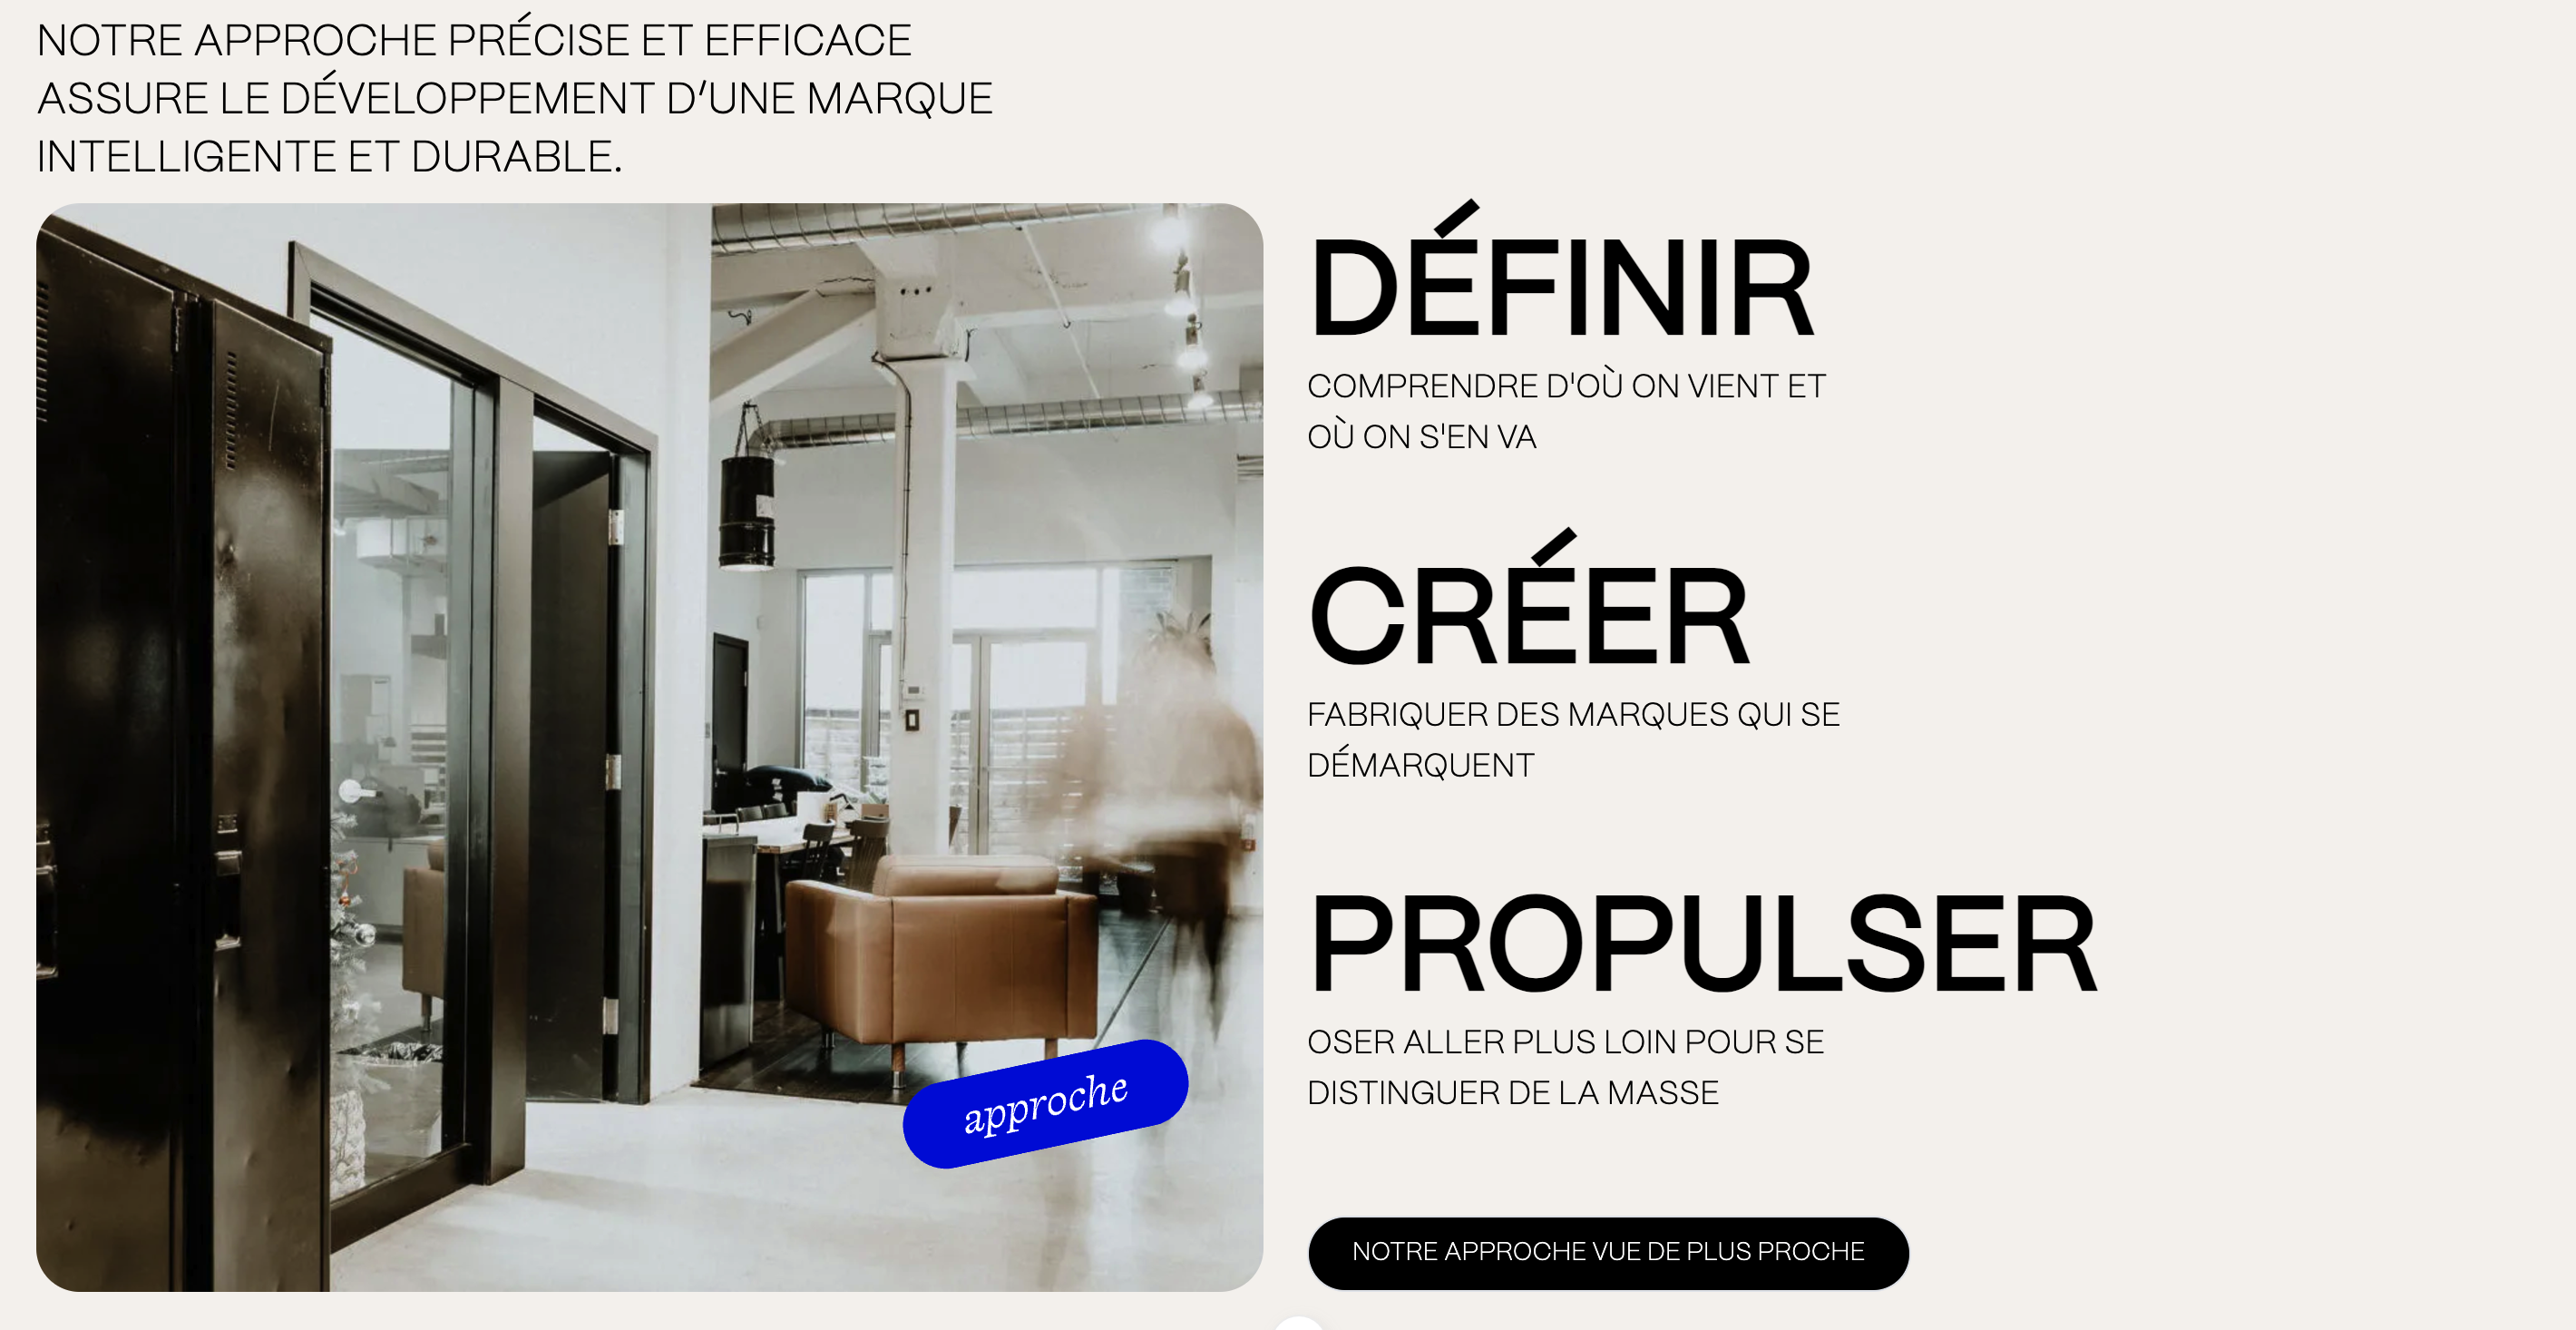 NOTRE APPROCHE PRÉCISE ET EFFICACE
ASSURE LE DÉVELOPPEMENT D’UNE MARQUE
INTELLIGENTE ET DURABLE.
approche
DÉFINIR
COMPRENDRE D'OÙ ON VIENT ET
OÙ ON S'EN VA
CRÉER
FABRIQUER DES MARQUES QUI SE
DÉMARQUENT
PROPULSER
OSER ALLER PLUS LOIN POUR SE
DISTINGUER DE LA MASSE
NOTRE APPROCHE VUE DE PLUS PROCHE